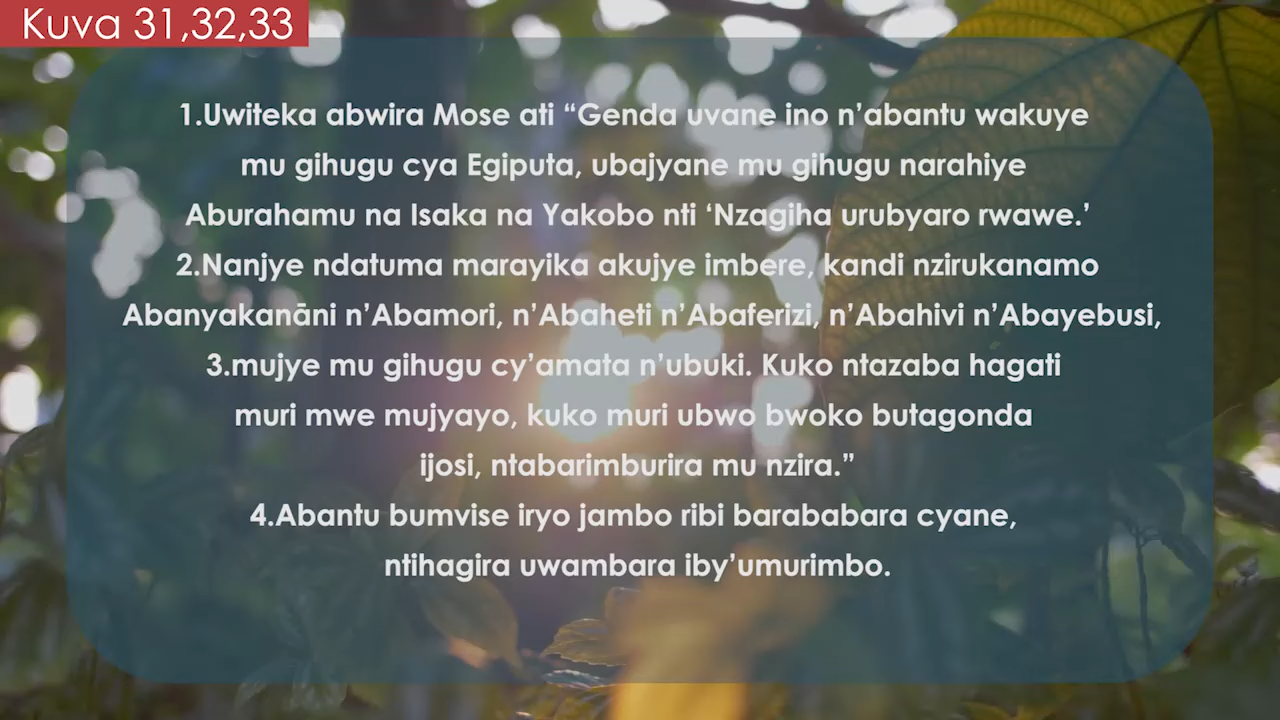 Kuva 31,32,33
1.Uwiteka abwira Mose ati “Genda uvane ino n’abantu wakuye
mu gihugu cya Egiputa, ubajyane mu gihugu narahiye
Aburahamu na Isaka na Yakobo nti ‘Nzagiha urubyaro rwawe.’
2.Nanjye ndatuma marayika akujye imbere, kandi nzirukanamo
Abanyakanāni n’Abamori, n’Abaheti n’Abaferizi, n’Abahivi n’Abayebusi,
3.mujye mu gihugu cy’amata n’ubuki. Kuko ntazaba hagati
muri mwe mujyayo, kuko muri ubwo bwoko butagonda
ijosi, ntabarimburira mu nzira.”
4.Abantu bumvise iryo jambo ribi barababara cyane,
ntihagira uwambara iby’umurimbo.